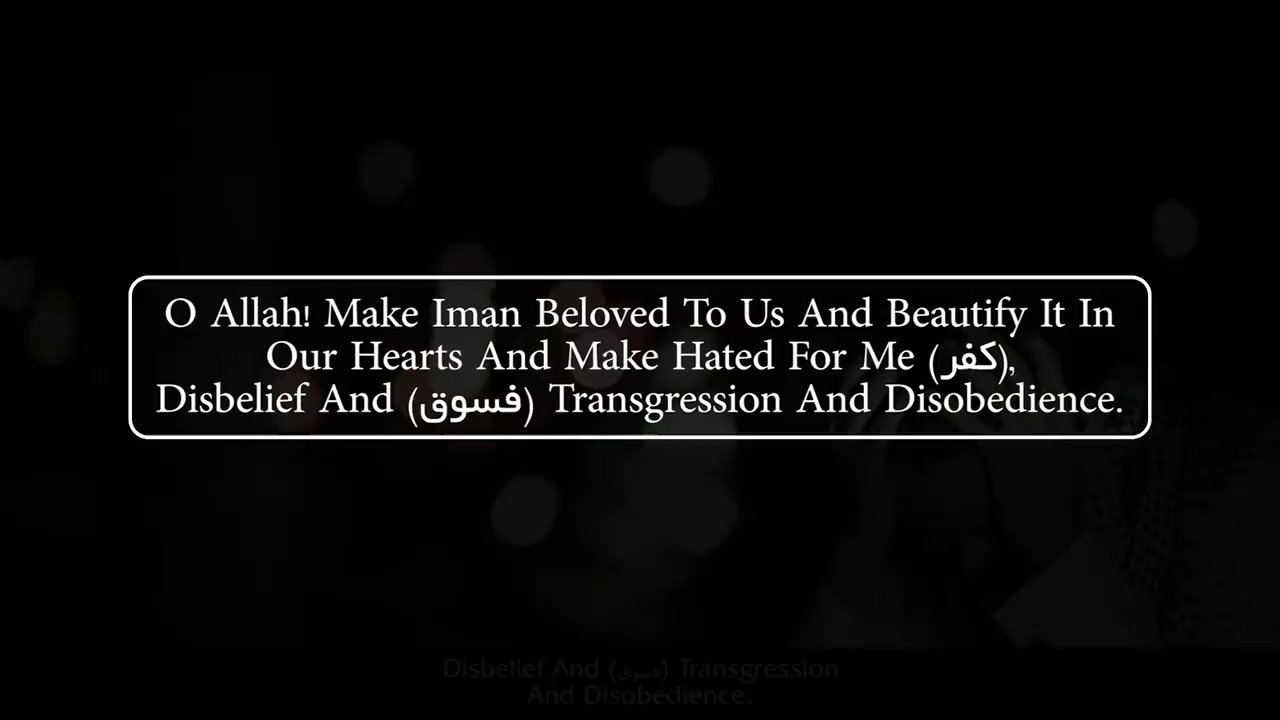 O Allah! Make Iman Beloved To Us And Beautify It In
Our Hearts And Make Hated For Me (كفر),
Disbelief And (فسوق) Transgression And Disobedience.
Disbelief And (فسوق) Transgression
And Disobedience.